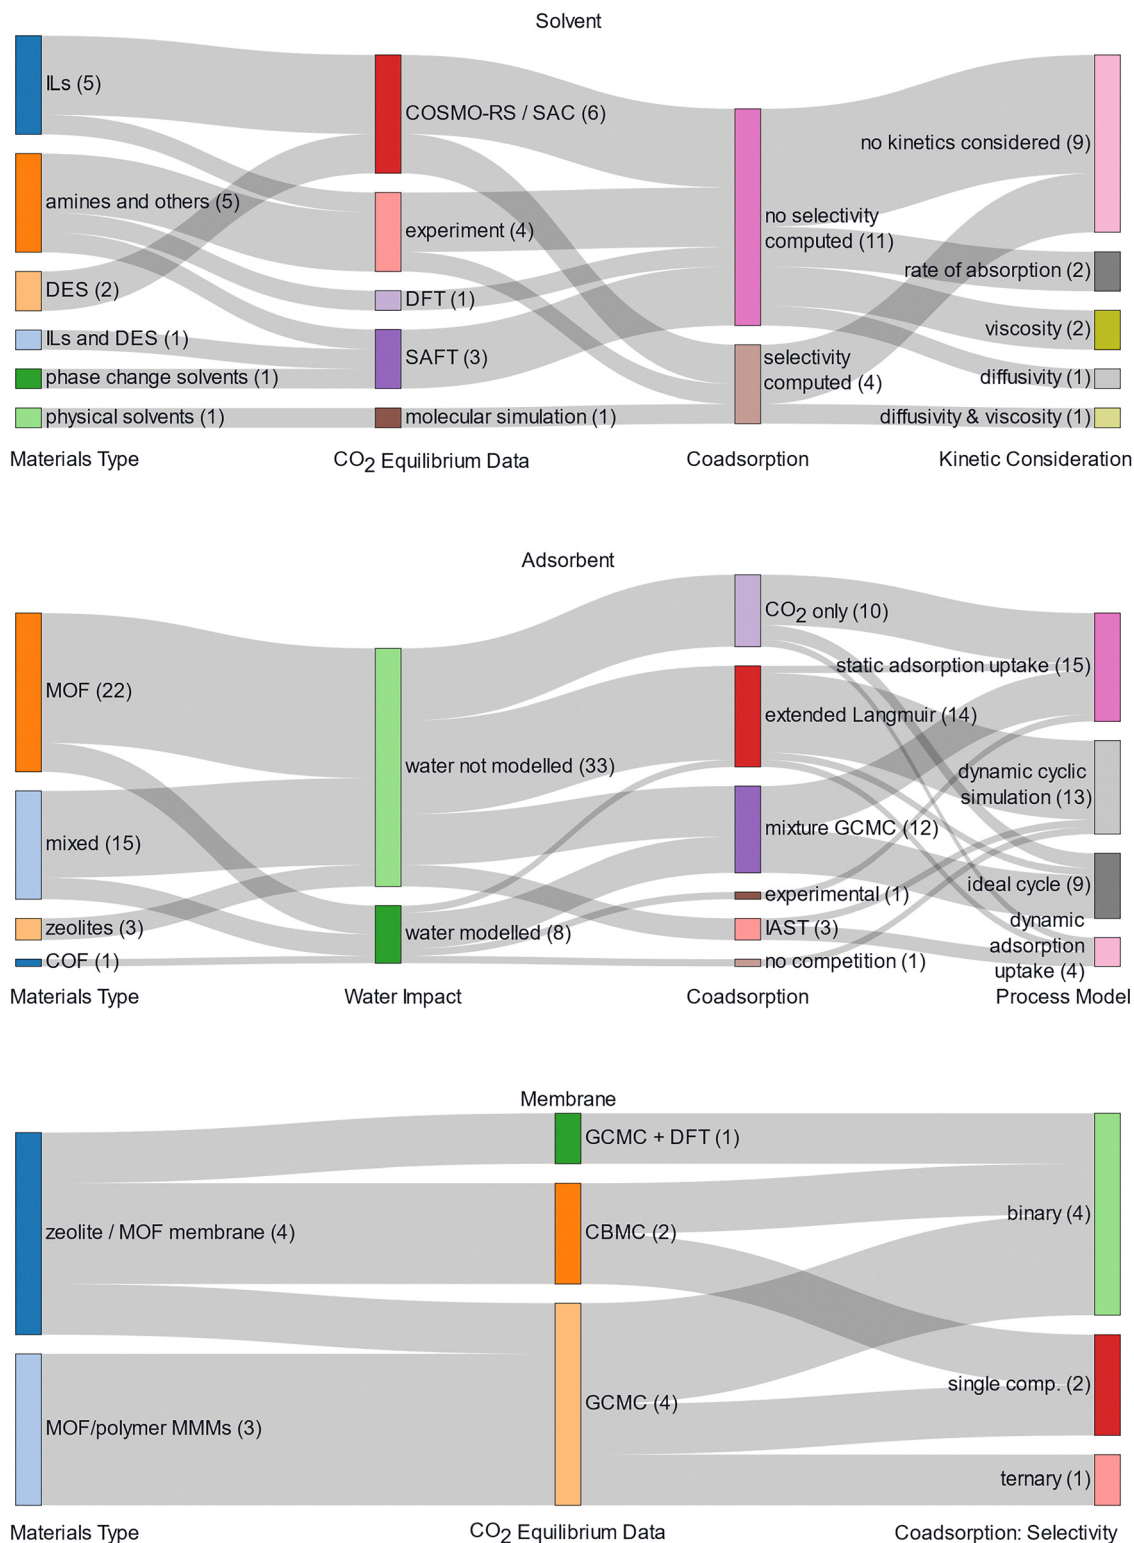 Solvent
ILs (5)
amines and others (5)
DES (2)
ILs and DES (1)
phase change solvents (1)
physical solvents (1)
COSMO-RS / SAC (6)
experiment (4)
DFT (1)
SAFT (3)
molecular simulation (1)
no selectivity
computed (11)
selectivity
computed (4)
no kinetics considered (9)
rate of absorption (2)
viscosity (2)
diffusivity (1)
diffusivity & viscosity (1)
Materials Type
CO2 Equilibrium Data
Coadsorption
Kinetic Consideration
Adsorbent
MOF (22)
mixed (15)
zeolites (3)
COF (1)
water not modelled (33)
water modelled (8)
CO2 only (10)
extended Langmuir (14)
mixture GCMC (12)
experimental (1)
IAST (3)
no competition (1)
static adsorption uptake (15)
dynamic cyclic
simulation (13)
ideal cycle (9)
dynamic
adsorption
uptake (4)
Materials Type
Water Impact
Coadsorption
Process Model
Membrane
zeolite / MOF membrane (4)
MOF/polymer MMMs (3)
GCMC + DFT (1)
CBMC (2)
GCMC (4)
binary (4)
single comp. (2)
ternary (1)
Materials Type
CO2 Equilibrium Data
Coadsorption: Selectivity